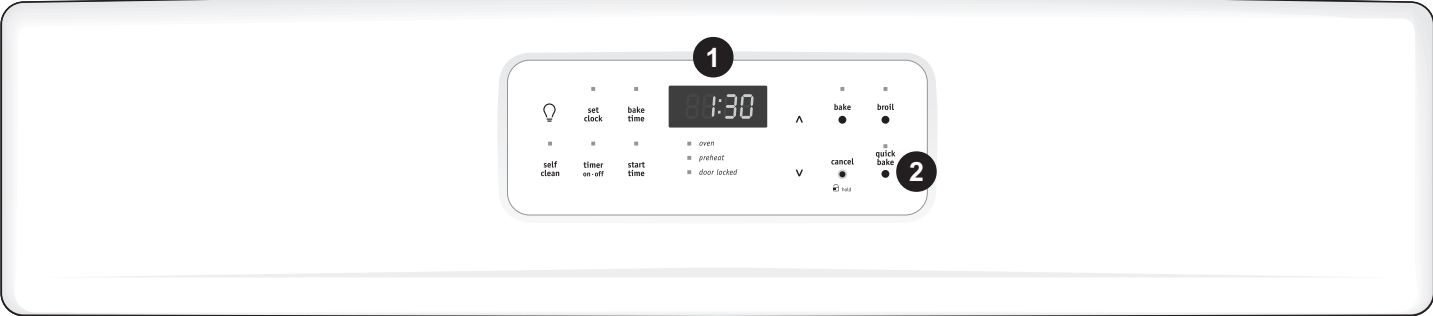 1
1:30
set
clock
bake
time
bake
broil
self
clean
timer
on·off
start
time
oven
preheat
door locked
cancel
hold
quick
bake
2